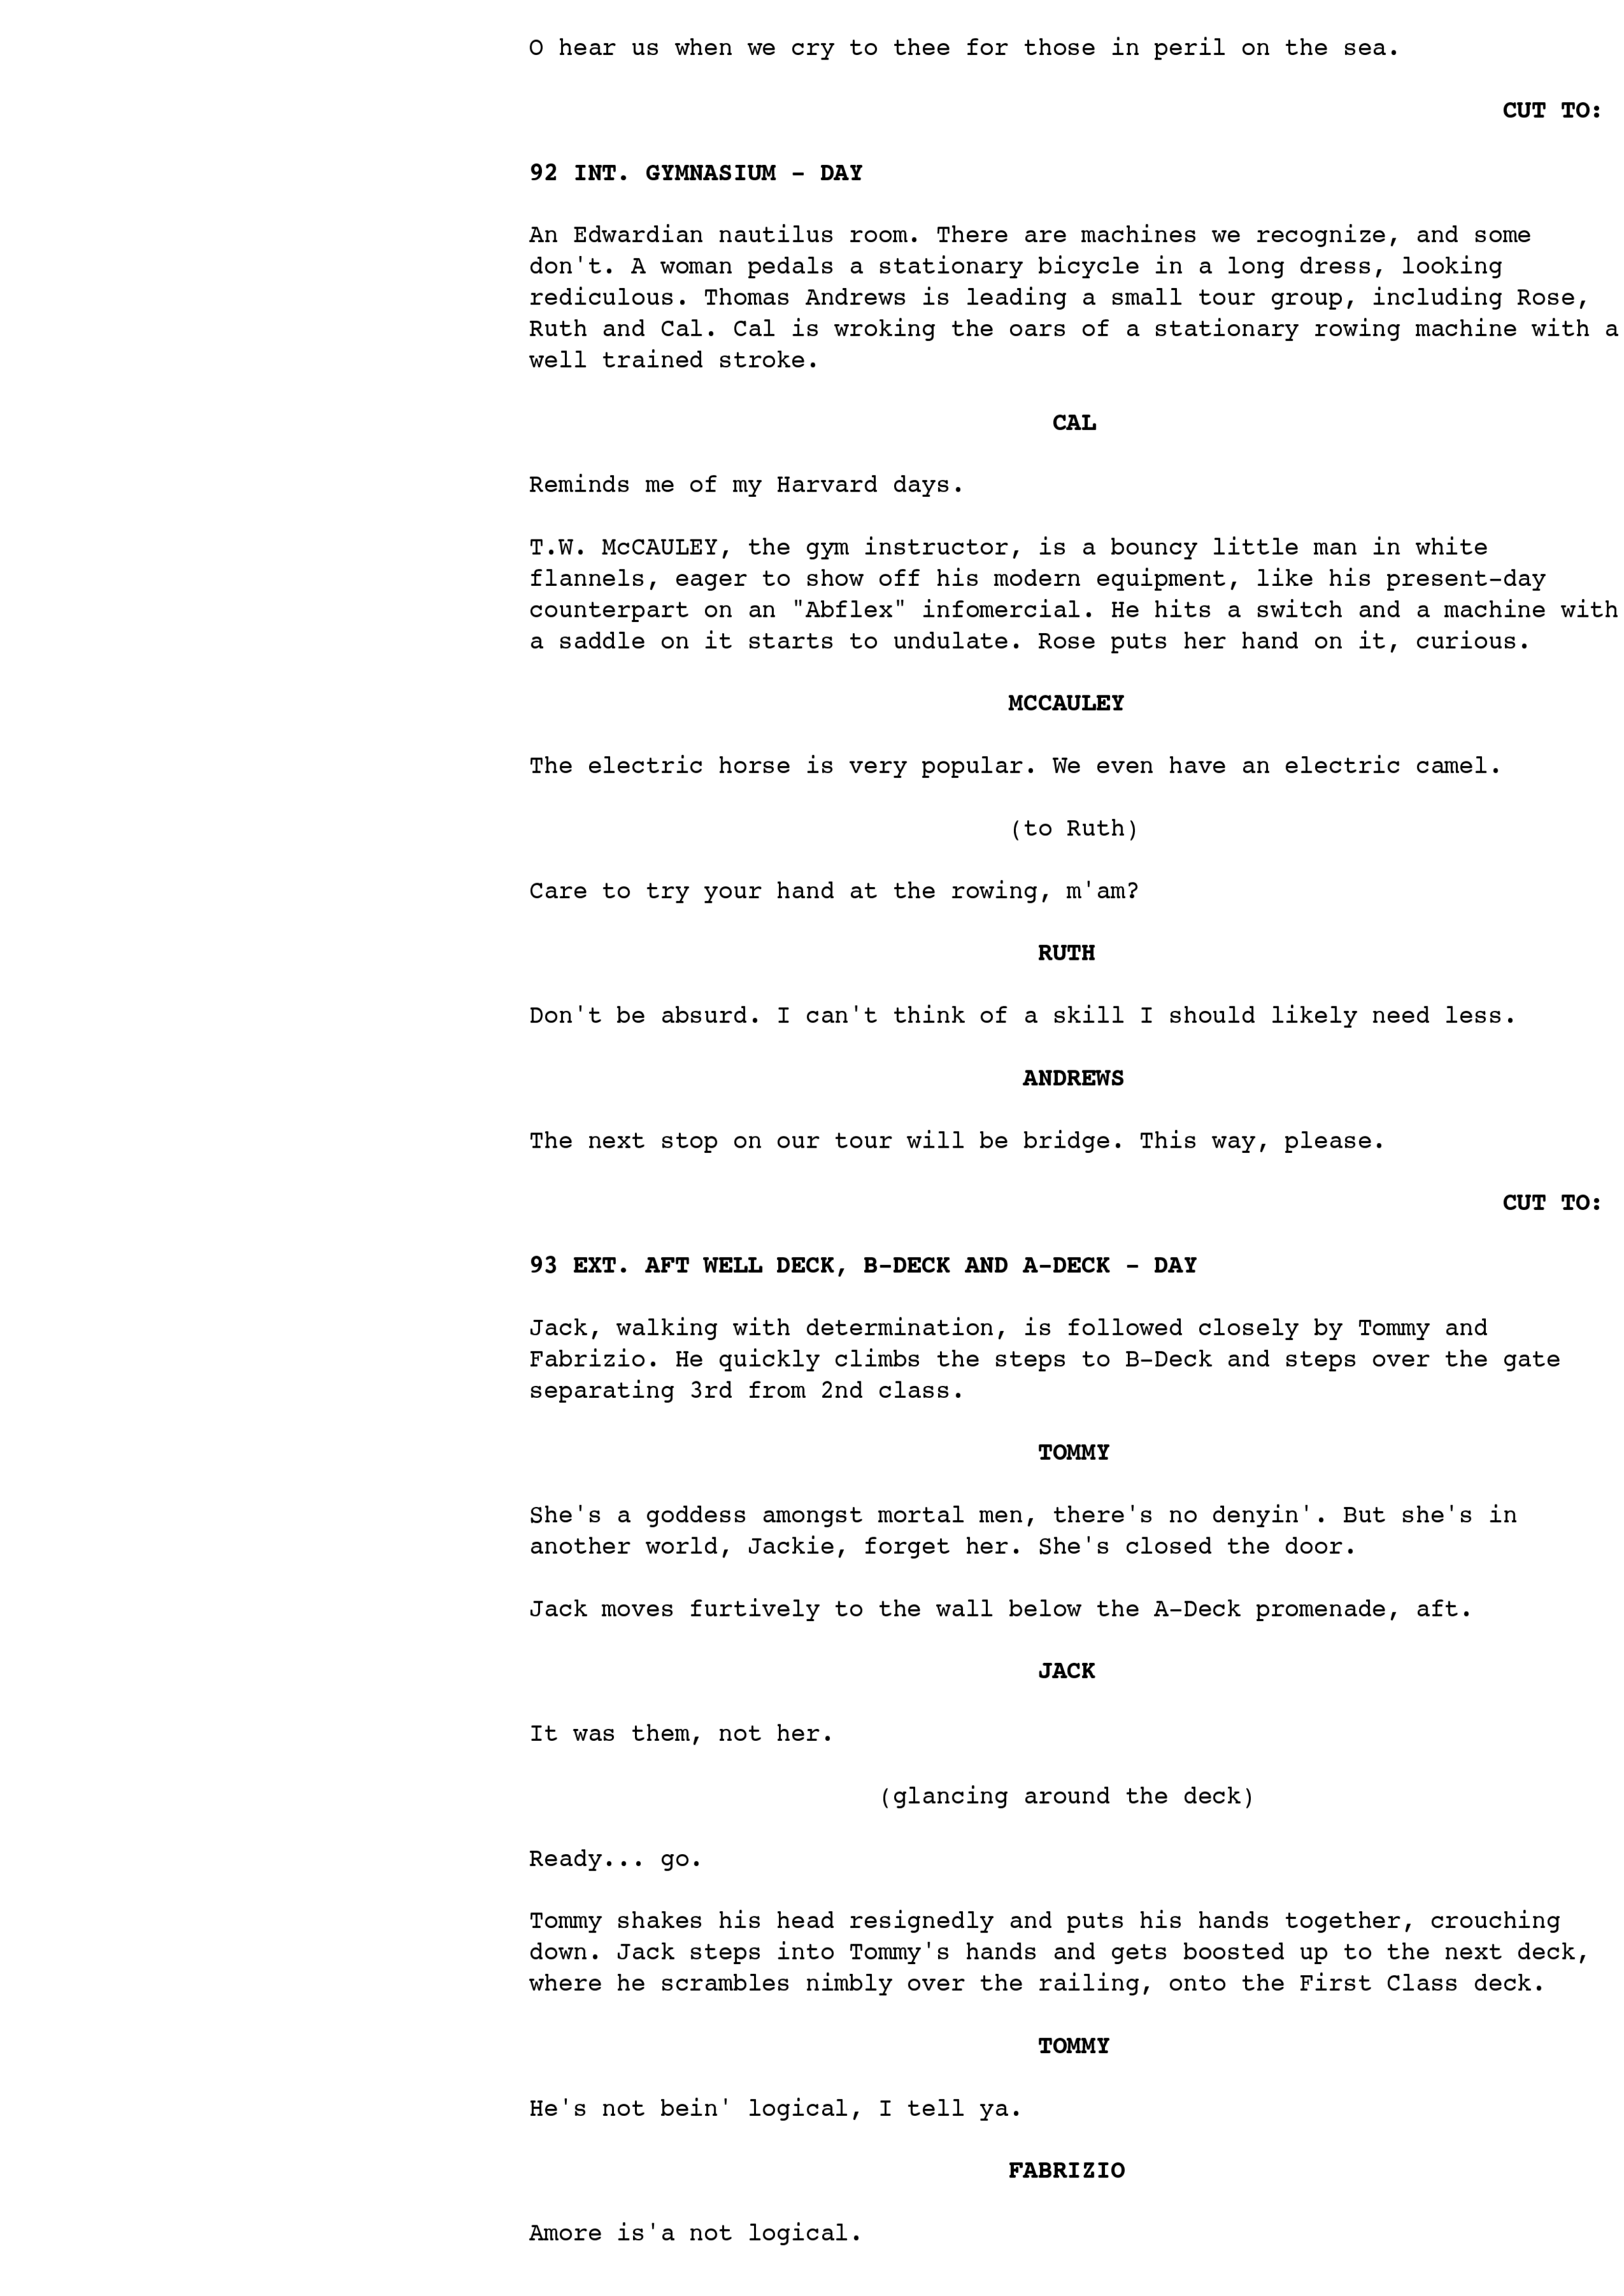 O hear us when we cry to thee for those in peril on the sea.
CUT TO:
92 INT. GYMNASIUM - DAY
An Edwardian nautilus room. There are machines we recognize, and some
don't. A woman pedals a stationary bicycle in a long dress, looking
rediculous. Thomas Andrews is leading a small tour group, including Rose,
Ruth and Cal. Cal is wroking the oars of a stationary rowing machine with a
well trained stroke.
CAL
Reminds me of my Harvard days.
T.W. McCAULEY, the gym instructor, is a bouncy little man in white
flannels, eager to show off his modern equipment, like his present-day
counterpart on an "Abflex" infomercial. He hits a switch and a machine with
a saddle on it starts to undulate. Rose puts her hand on it, curious.
MCCAULEY
The electric horse is very popular. We even have an electric camel.
(to Ruth)
Care to try your hand at the rowing, m'am?
RUTH
Don't be absurd. I can't think of a skill I should likely need less.
ANDREWS
The next stop on our tour will be bridge. This way, please.
CUT TO:
93 EXT. AFT WELL DECK, B-DECK AND A-DECK - DAY
Jack, walking with determination, is followed closely by Tommy and
Fabrizio. He quickly climbs the steps to B-Deck and steps over the gate
separating 3rd from 2nd class.
TOMMY
She's a goddess amongst mortal men, there's no denyin'. But she's in
another world, Jackie, forget her. She's closed the door.
Jack moves furtively to the wall below the A-Deck promenade, aft.
JACK
It was them, not her.
(glancing around the deck)
Ready... go.
Tommy shakes his head resignedly and puts his hands together, crouching
down. Jack steps into Tommy's hands and gets boosted up to the next deck,
where he scrambles nimbly over the railing, onto the First Class deck.
TOMMY
He's not bein' logical, I tell ya.
FABRIZIO
Amore is'a not logical.